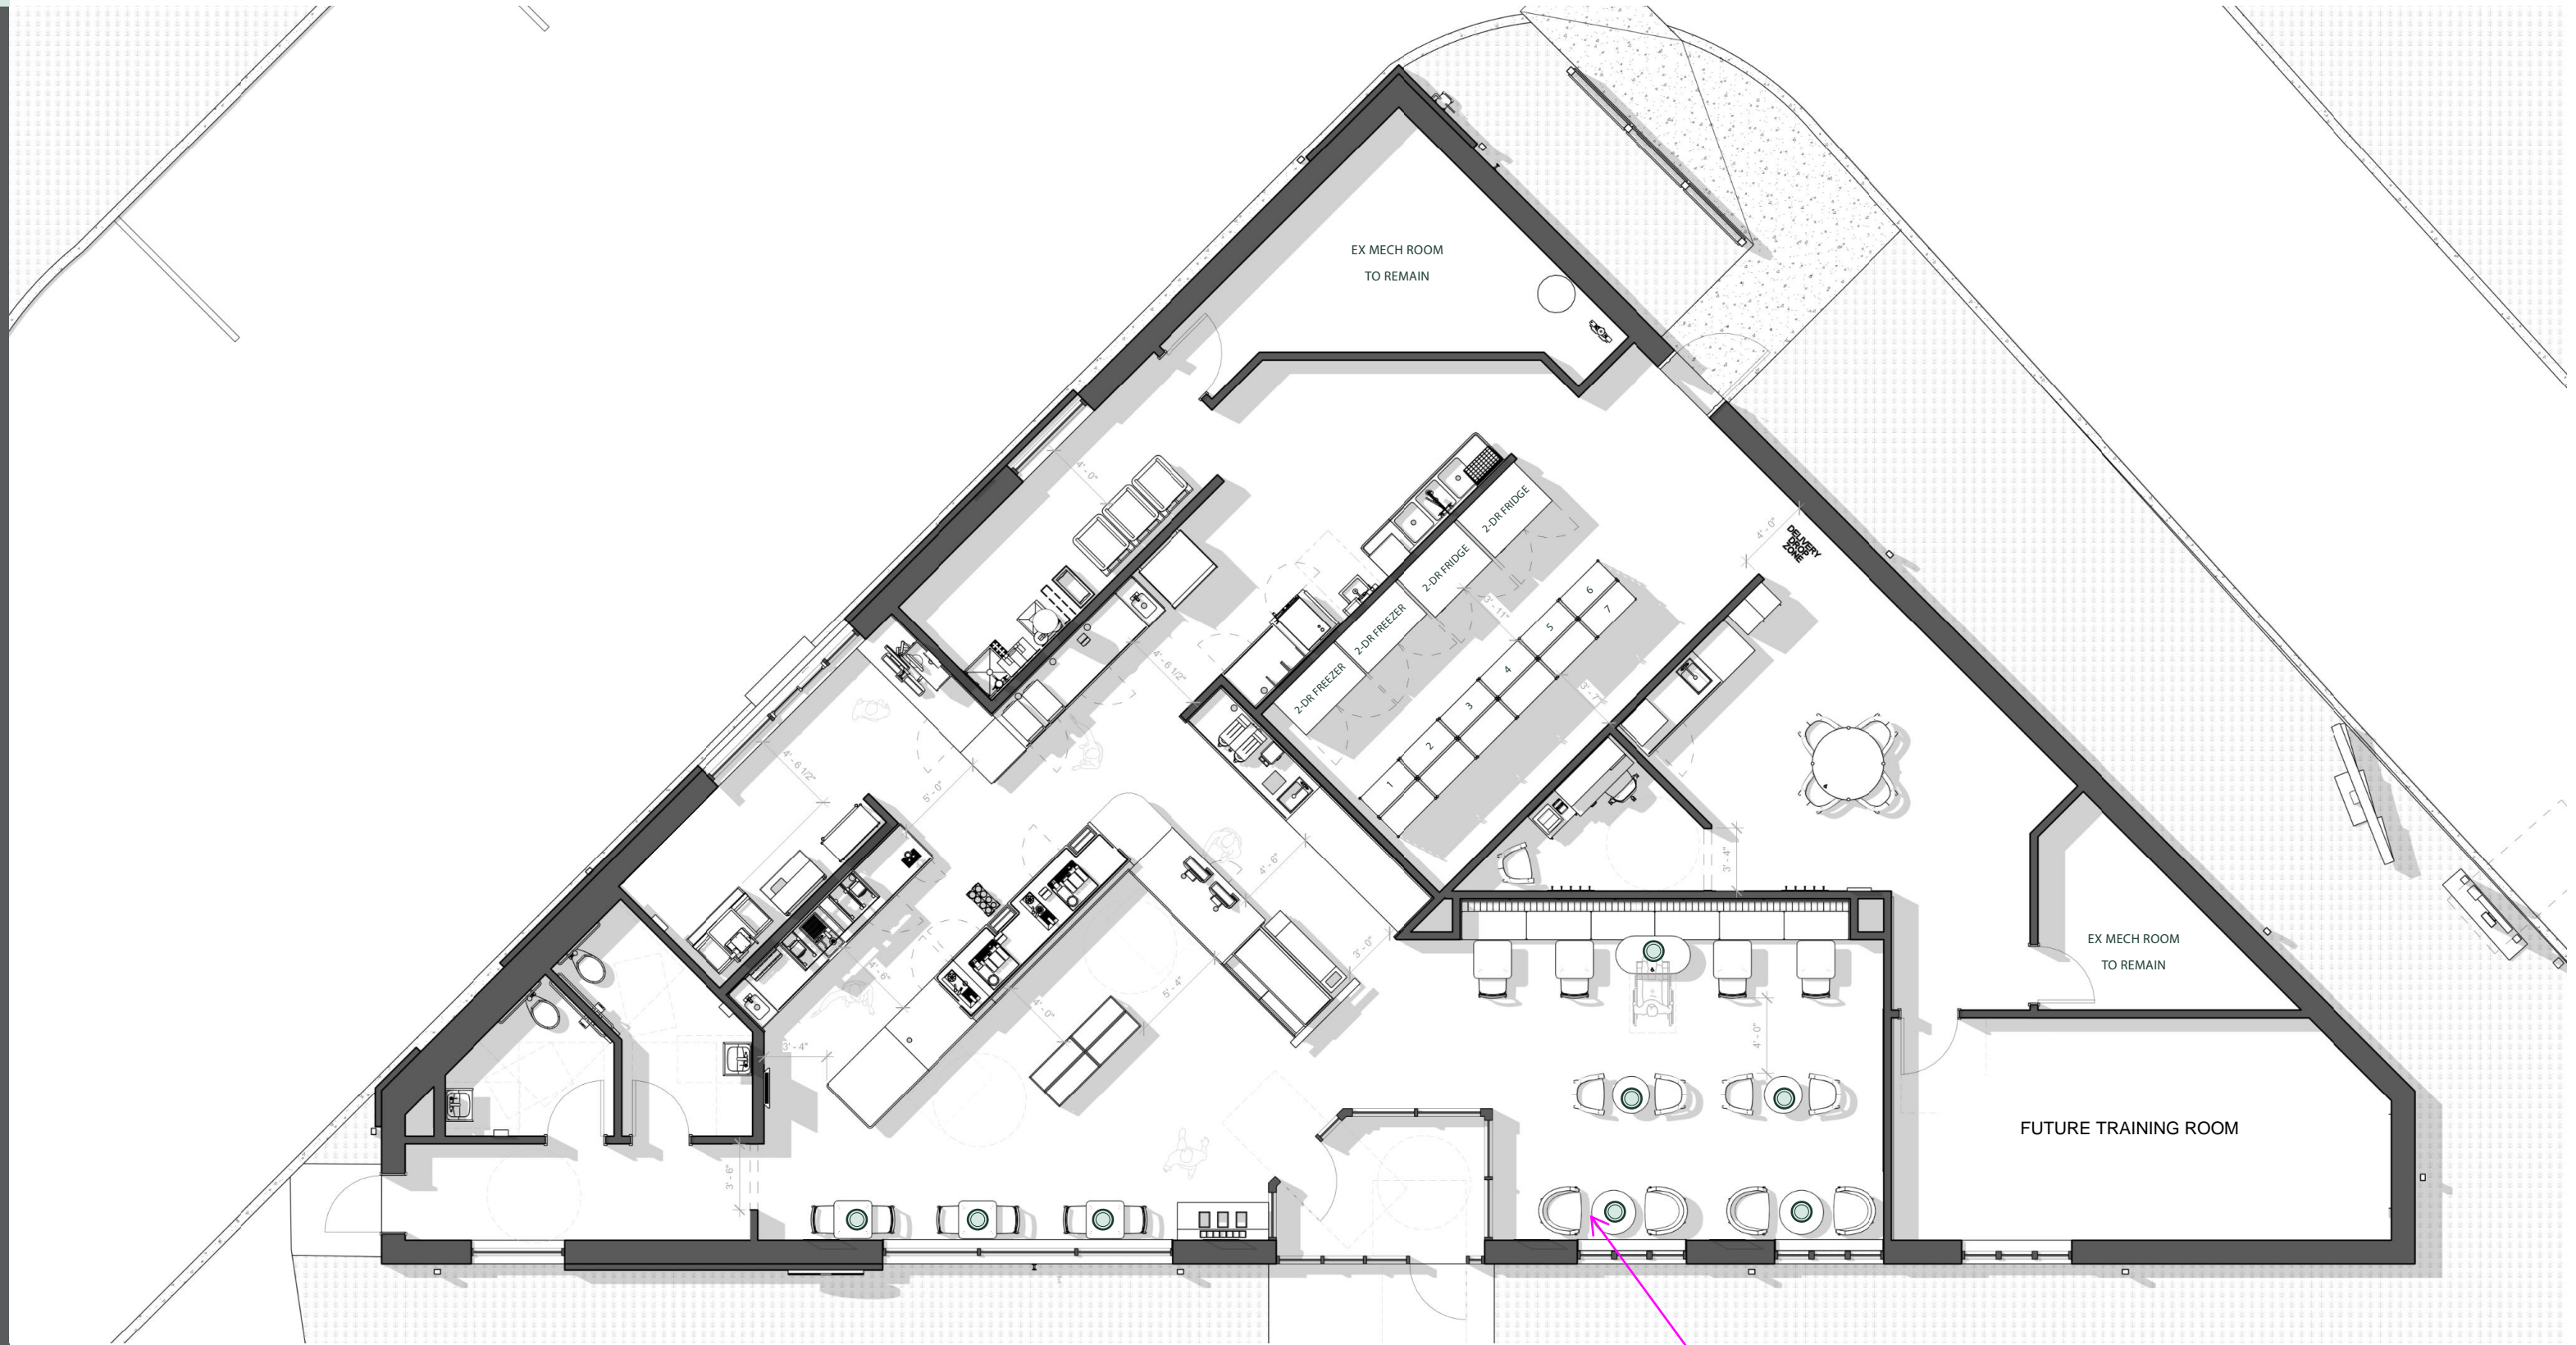 EX MECH ROOM
TO REMAIN
4' - 0"
2-DR FRIDGE
2-DR FRIDGE
2-DR FREEZER
2-DR FREEZER
4' - 0"
DELIVERY
DROP
ZONE
3' - 11"
6
7
5
4
3
2
1
3' - 7"
4' - 6 1/2"
4' - 6 1/2"
5' - 0"
4' - 6"
3' - 4"
3' - 0"
4' - 6"
5' - 4"
4' - 0"
4' - 0"
3' - 4"
3' - 6"
EX MECH ROOM
TO REMAIN
FUTURE TRAINING ROOM